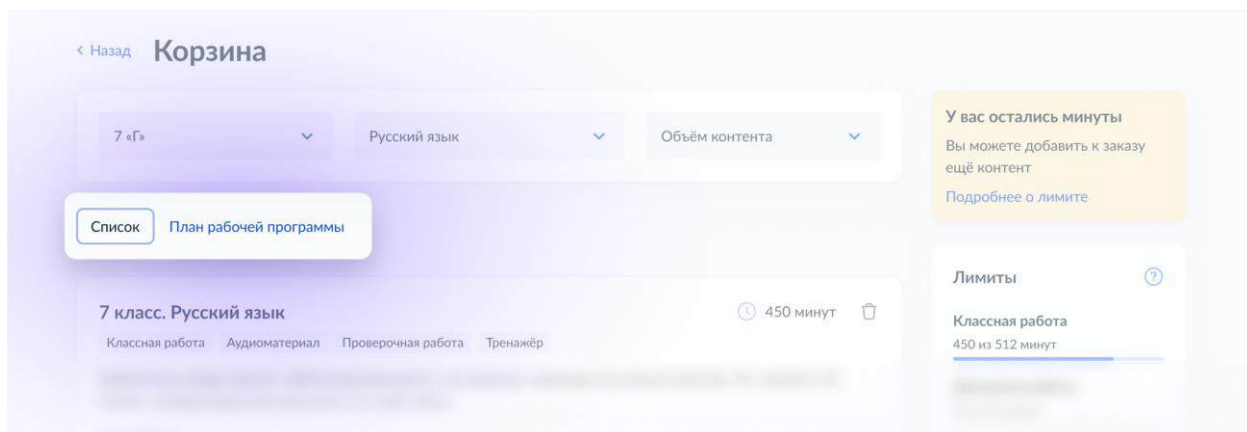 Назад Корзина
7 «Г» Русский язык Объём контента
Список План рабочей программы
7 класс. Русский язык 450 минут
Классная работа Аудиоматериал Проверочная работа Тренажёр
У вас остались минуты
Вы можете добавить к заказу
ещё контент
Подробнее о лимите
Лимиты ?
Классная работа
450 из 512 минут